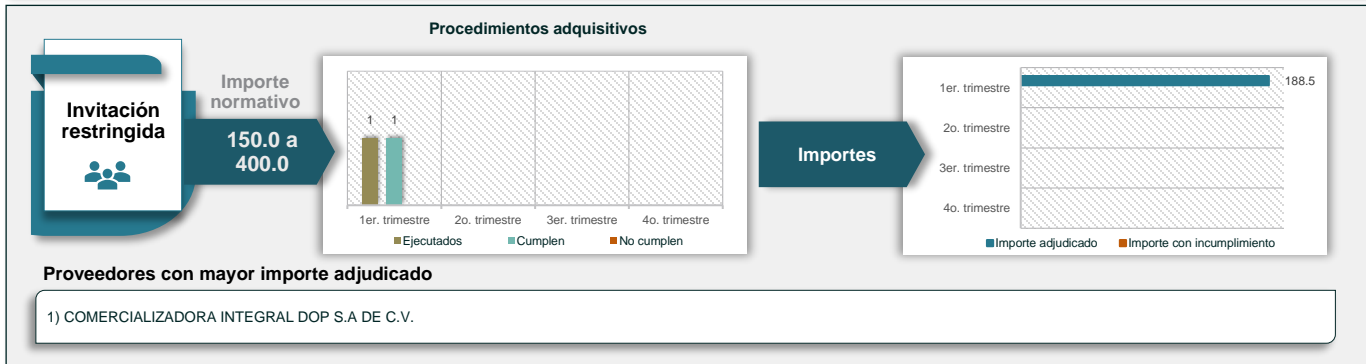 Procedimientos adquisitivos
Invitación
restringida
Importe
normativo
150.0 a
400.0
1 1
1er. trimestre 2o. trimestre 3er. trimestre 4o. trimestre
Ejecutados Cumplen No cumplen
Importes
1er. trimestre
188.5
2o. trimestre
3er. trimestre
4o. trimestre
Importe adjudicado Importe con incumplimiento
Proveedores con mayor importe adjudicado
1) COMERCIALIZADORA INTEGRAL DOP S.A DE C.V.